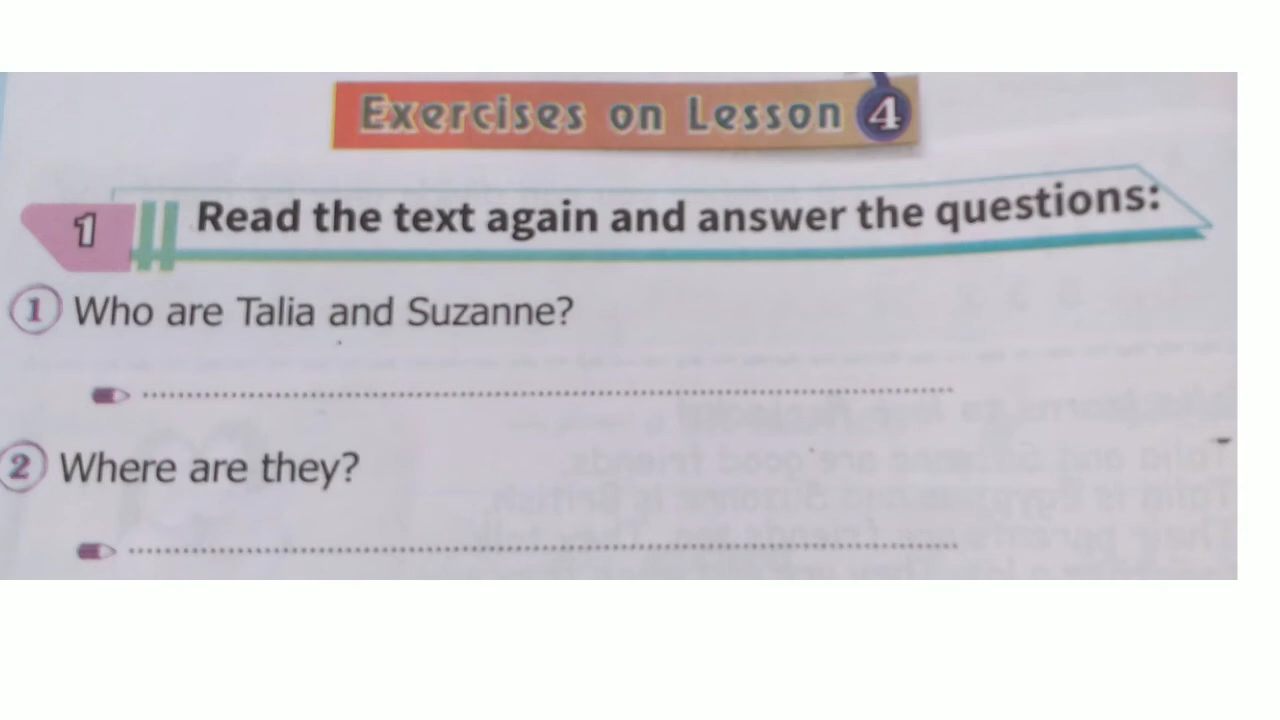 Exercises on Lesson 4
1 Read the text again and answer the questions:
1 Who are Talia and Suzanne?
2 Where are they?